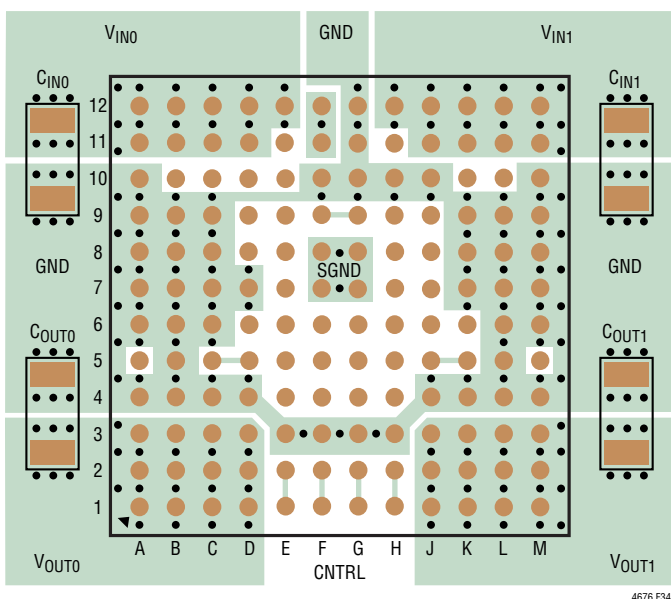 VIN0 GND VIN1
CIN0 CIN1
12
11
10
9
GND 8 SGND GND
7
6
COUT0 COUT1
5
4
3
2
1
A B C D E F G H J K L M
VOUT0 CNTRL VOUT1
4676 F34